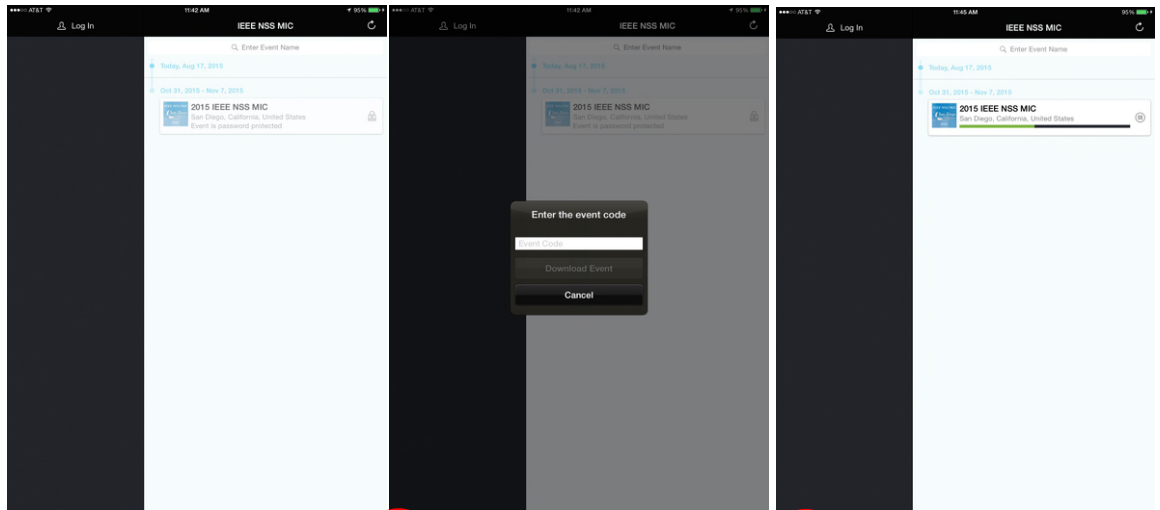 AT&T 11:42 AM 95%
Log In IEEE NSS MIC
Enter Event Name
Today, Aug 17, 2015
Oct 31, 2015 - Nov 7, 2015
2015 IEEE NSS MIC
San Diego, California, United States
Event is password protected
AT&T 11:42 AM 95%
Log In IEEE NSS MIC
Enter Event Name
Today, Aug 17, 2015
Oct 31, 2015 - Nov 7, 2015
2015 IEEE NSS MIC
San Diego, California, United States
Event is password protected
Enter the event code
Event Code
Download Event
Cancel
AT&T 11:45 AM 95%
Log In IEEE NSS MIC
Enter Event Name
Today, Aug 17, 2015
Oct 31, 2015 - Nov 7, 2015
2015 IEEE NSS MIC
San Diego, California, United States